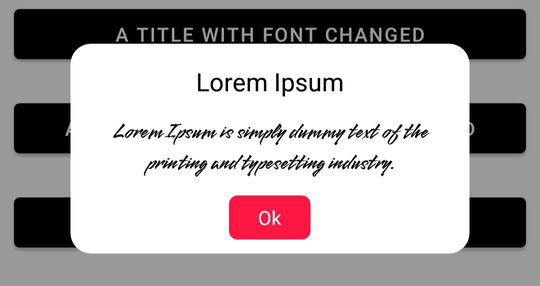 A TITLE WITH FONT CHANGED
Lorem Ipsum
Lorem Ipsum is simply dummy text of the
printing and typesetting industry.
Ok